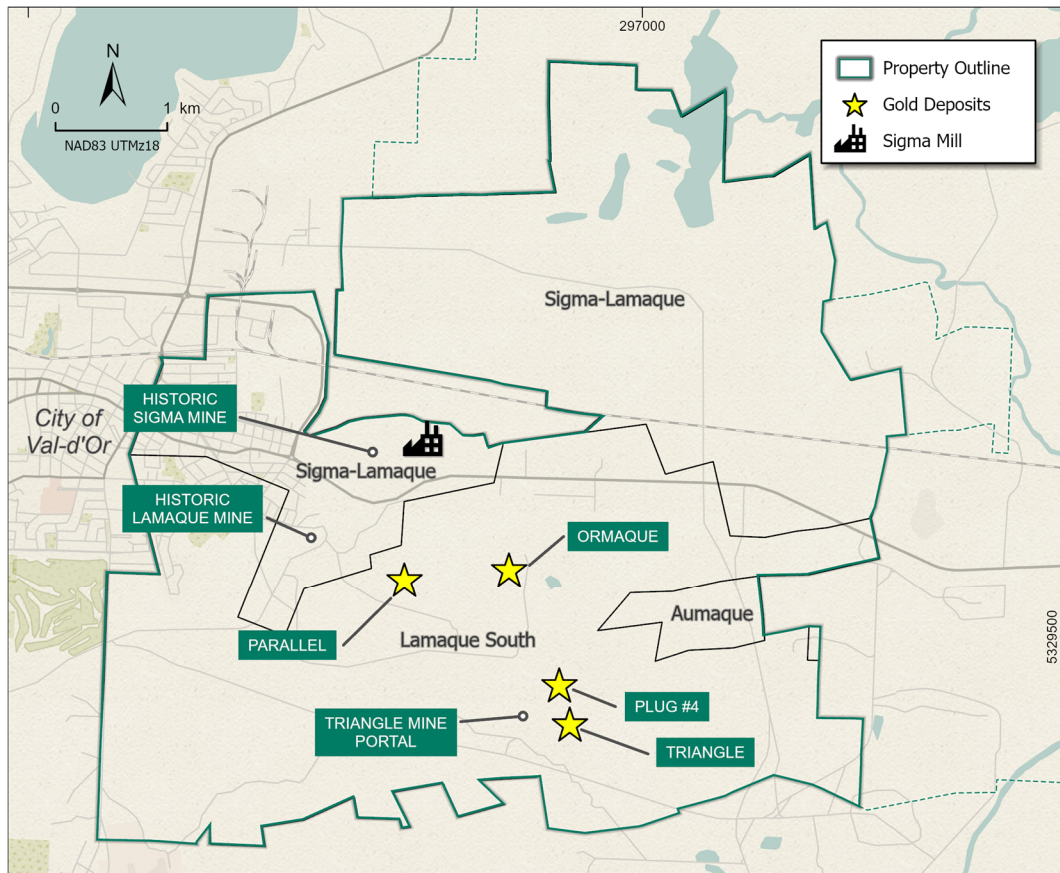 297000
N
0 1 km
NAD83 UTMz18
Property Outline
Gold Deposits
Sigma Mill
Sigma-Lamaque
HISTORIC
SIGMA MINE
City of
Val-d'Or
Sigma-Lamaque
HISTORIC
LAMAQUE MINE
ORMAQUE
Aumaque
5329500
PARALLEL
Lamaque South
PLUG #4
TRIANGLE MINE
PORTAL
TRIANGLE